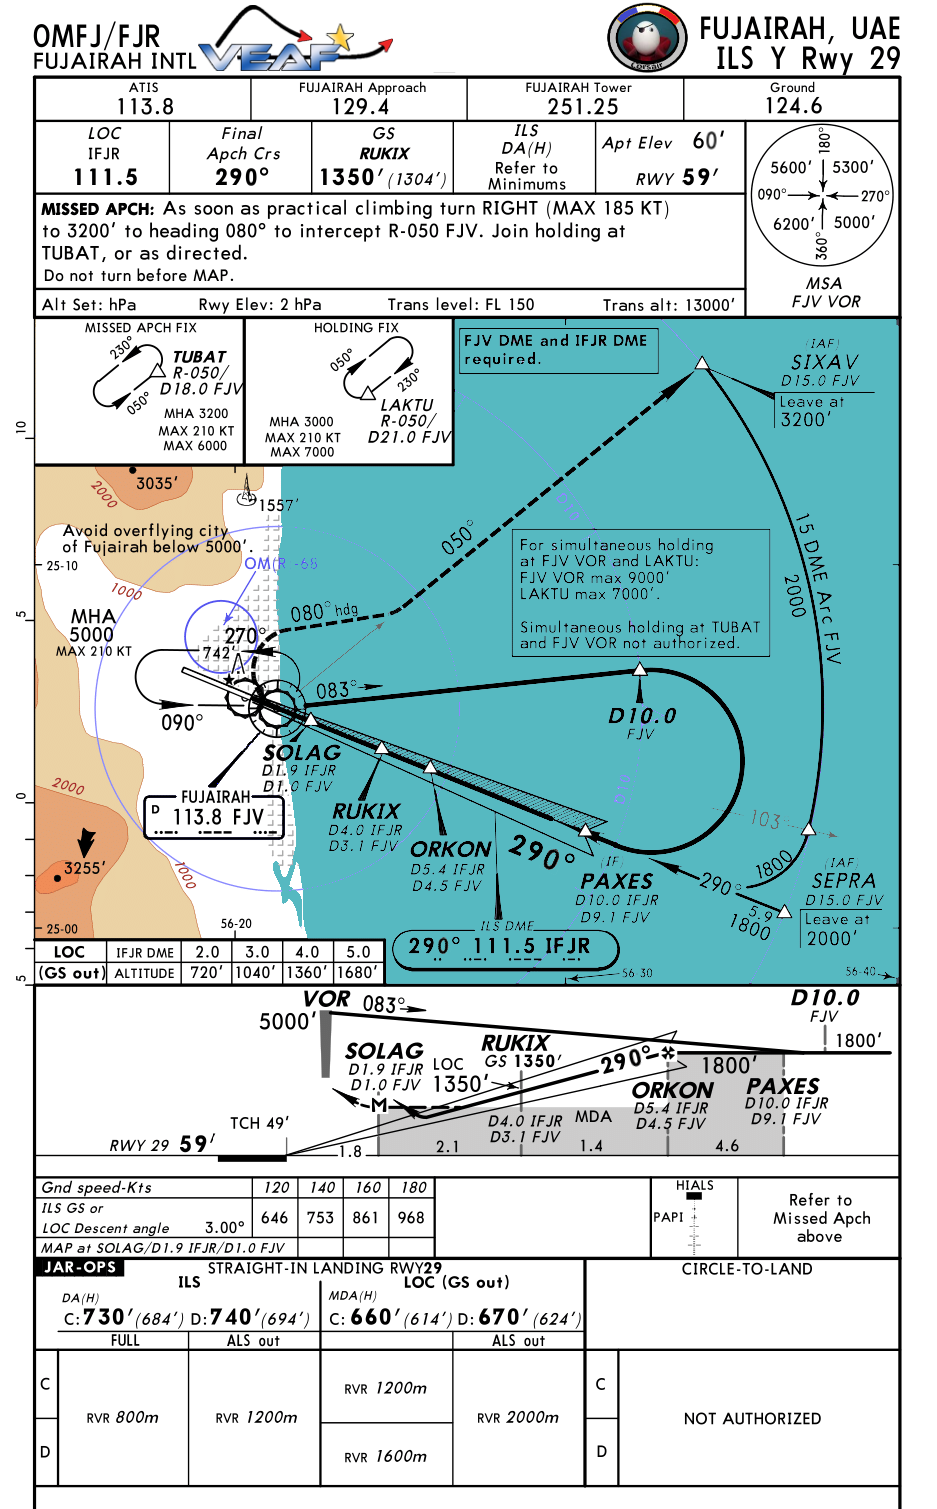 OMFJ/FJR
FUJAIRAH INTL
VEAF
CORSAIR
FUJAIRAH, UAE
ILS Y Rwy 29
ATIS
113.8
FUJAIRAH Approach
129.4
FUJAIRAH Tower
251.25
Ground
124.6
LOC
IFJR
111.5
Final
Apch Crs
290°
GS
RUKIX
1350' (1304')
ILS
DA(H)
Refer to
Minimums
Apt Elev 60'
RWY 59'
180°
5600' 5300'
090° 270°
6200' 5000'
360°
MSA
FJV VOR
MISSED APCH: As soon as practical climbing turn RIGHT (MAX 185 KT)
to 3200' to heading 080° to intercept R-050 FJV. Join holding at
TUBAT, or as directed.
Do not turn before MAP.
Alt Set: hPa Rwy Elev: 2 hPa Trans level: FL 150 Trans alt: 13000'
MISSED APCH FIX
230°
050°
TUBAT
R-050/
D18.0 FJV
MHA 3200
MAX 210 KT
MAX 6000
HOLDING FIX
050°
230°
LAKTU
R-050/
D21.0 FJV
MHA 3000
MAX 210 KT
MAX 7000
FJV DME and IFJR DME
required.
(IAF)
SIXAV
D15.0 FJV
Leave at
3200'
10
2000
3035'
1557'
Avoid overflying city
of Fujairah below 5000'.
25-10
OM(R)-68
1000
050°
15 DME Arc FJV
2000
For simultaneous holding
at FJV VOR and LAKTU:
FJV VOR max 9000'
LAKTU max 7000'.
Simultaneous holding at TUBAT
and FJV VOR not authorized.
5
MHA
5000
MAX 210 KT
080° hdg
270°
742'
083°
090°
D10.0
FJV
SOLAG
D1.9 IFJR
D1.0 FJV
FUJAIRAH
D 113.8 FJV
RUKIX
D4.0 IFJR
D3.1 FJV
ORKON
D5.4 IFJR
D4.5 FJV
290°
(IF)
PAXES
D10.0 IFJR
D9.1 FJV
103°
1800
290°
5.9
1800
(IAF)
SEPRA
D15.0 FJV
Leave at
2000'
2000
0
3255'
1000
25-00
56-20
ILS DME
290° 111.5 IFJR
56-30
56-40
5
LOC IFJR DME 2.0 3.0 4.0 5.0
(GS out) ALTITUDE 720' 1040' 1360' 1680'
VOR 083°
5000'
D10.0
FJV
1800'
SOLAG
D1.9 IFJR
D1.0 FJV
LOC
1350'
RUKIX
GS 1350'
290°
1800'
M
ORKON
D5.4 IFJR
D4.5 FJV
PAXES
D10.0 IFJR
D9.1 FJV
D4.0 IFJR
D3.1 FJV
MDA
TCH 49'
RWY 29 59'
1.8 2.1 1.4 4.6
Gnd speed-Kts 120 140 160 180
ILS GS or
LOC Descent angle 3.00° 646 753 861 968
MAP at SOLAG/D1.9 IFJR/D1.0 FJV
HIALS
PAPI
Refer to
Missed Apch
above
JAR-OPS STRAIGHT-IN LANDING RWY29
ILS
DA(H)
C:730' (684') D:740' (694')
LOC (GS out)
MDA(H)
C:660' (614') D:670' (624')
CIRCLE-TO-LAND
FULL ALS out ALS out
C
D
RVR 800m
RVR 1200m
RVR 1200m
RVR 1600m
RVR 2000m
C
D
NOT AUTHORIZED